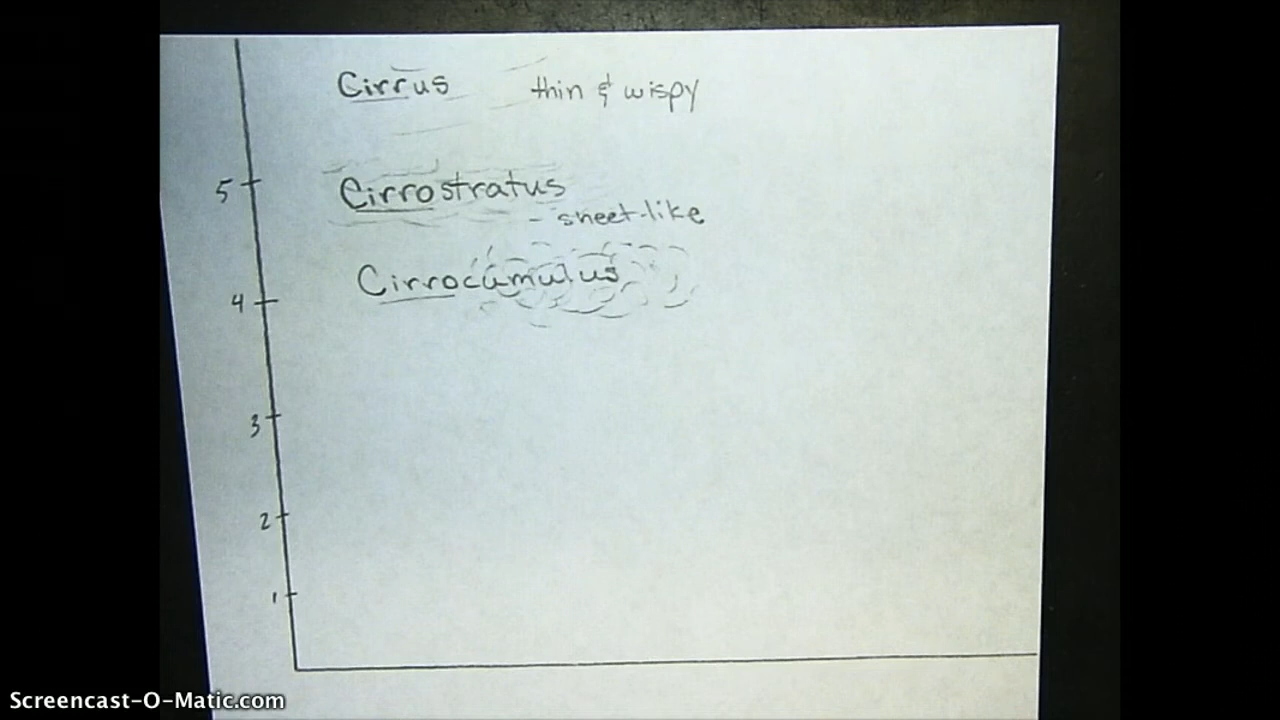 Cirrus thin & wispy
5
Cirrostratus
- sheet-like
Cirrocumulus
4
3
2
1
Screencast-O-Matic.com